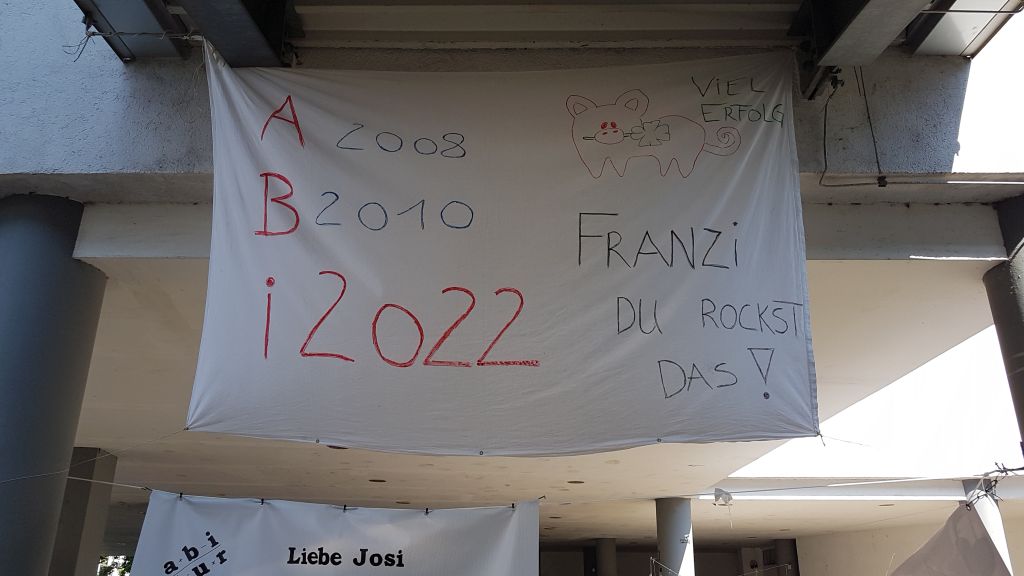 A 2008
B 2010
i 2022
VIEL
ERFOLG
FRANZi
DU ROCKST
DAS!
abi
ur
Liebe Josi